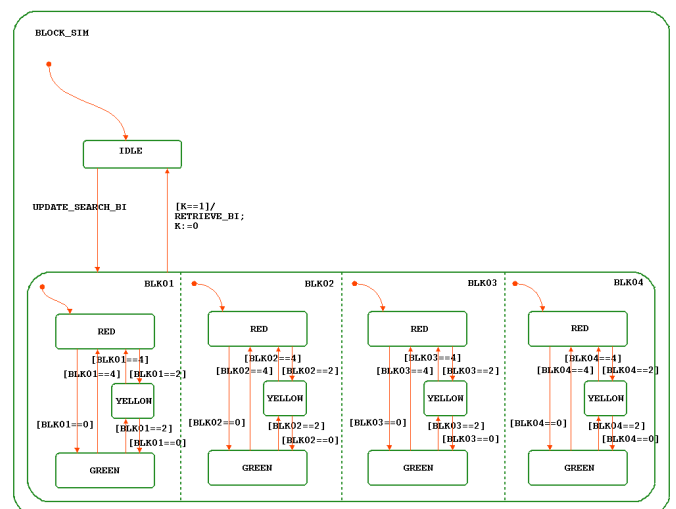 BLOCK_SIM
IDLE
UPDATE_SEARCH_BI
[K==1]/
RETRIEVE_BI;
K:=0
BLK01
BLK02
BLK03
BLK04
RED
RED
RED
RED
[BLK01==4]
[BLK02==4]
[BLK03==4]
[BLK04==4]
[BLK01==4]
[BLK01==2]
[BLK02==4]
[BLK02==2]
[BLK03==4]
[BLK03==2]
[BLK04==4]
[BLK04==2]
YELLOW
YELLOW
YELLOW
YELLOW
[BLK01==0]
[BLK01==2]
[BLK02==0]
[BLK02==2]
[BLK03==0]
[BLK03==2]
[BLK04==0]
[BLK04==2]
[BLK01==0]
[BLK02==0]
[BLK03==0]
[BLK04==0]
GREEN
GREEN
GREEN
GREEN